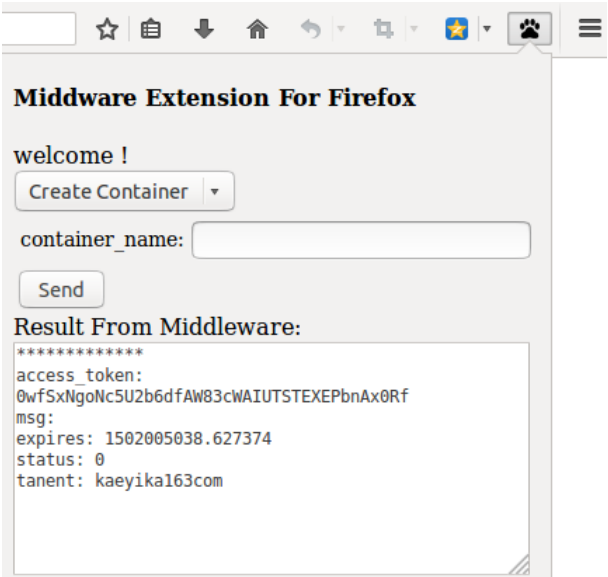 Middware Extension For Firefox
welcome !
Create Container
container_name:
Send
Result From Middleware:
*************
access_token:
0wfSxNgoNc5U2b6dfAW83cWAIUTSTEXEPbnAx0Rf
msg:
expires: 1502005038.627374
status: 0
tanent: kaeyika163com